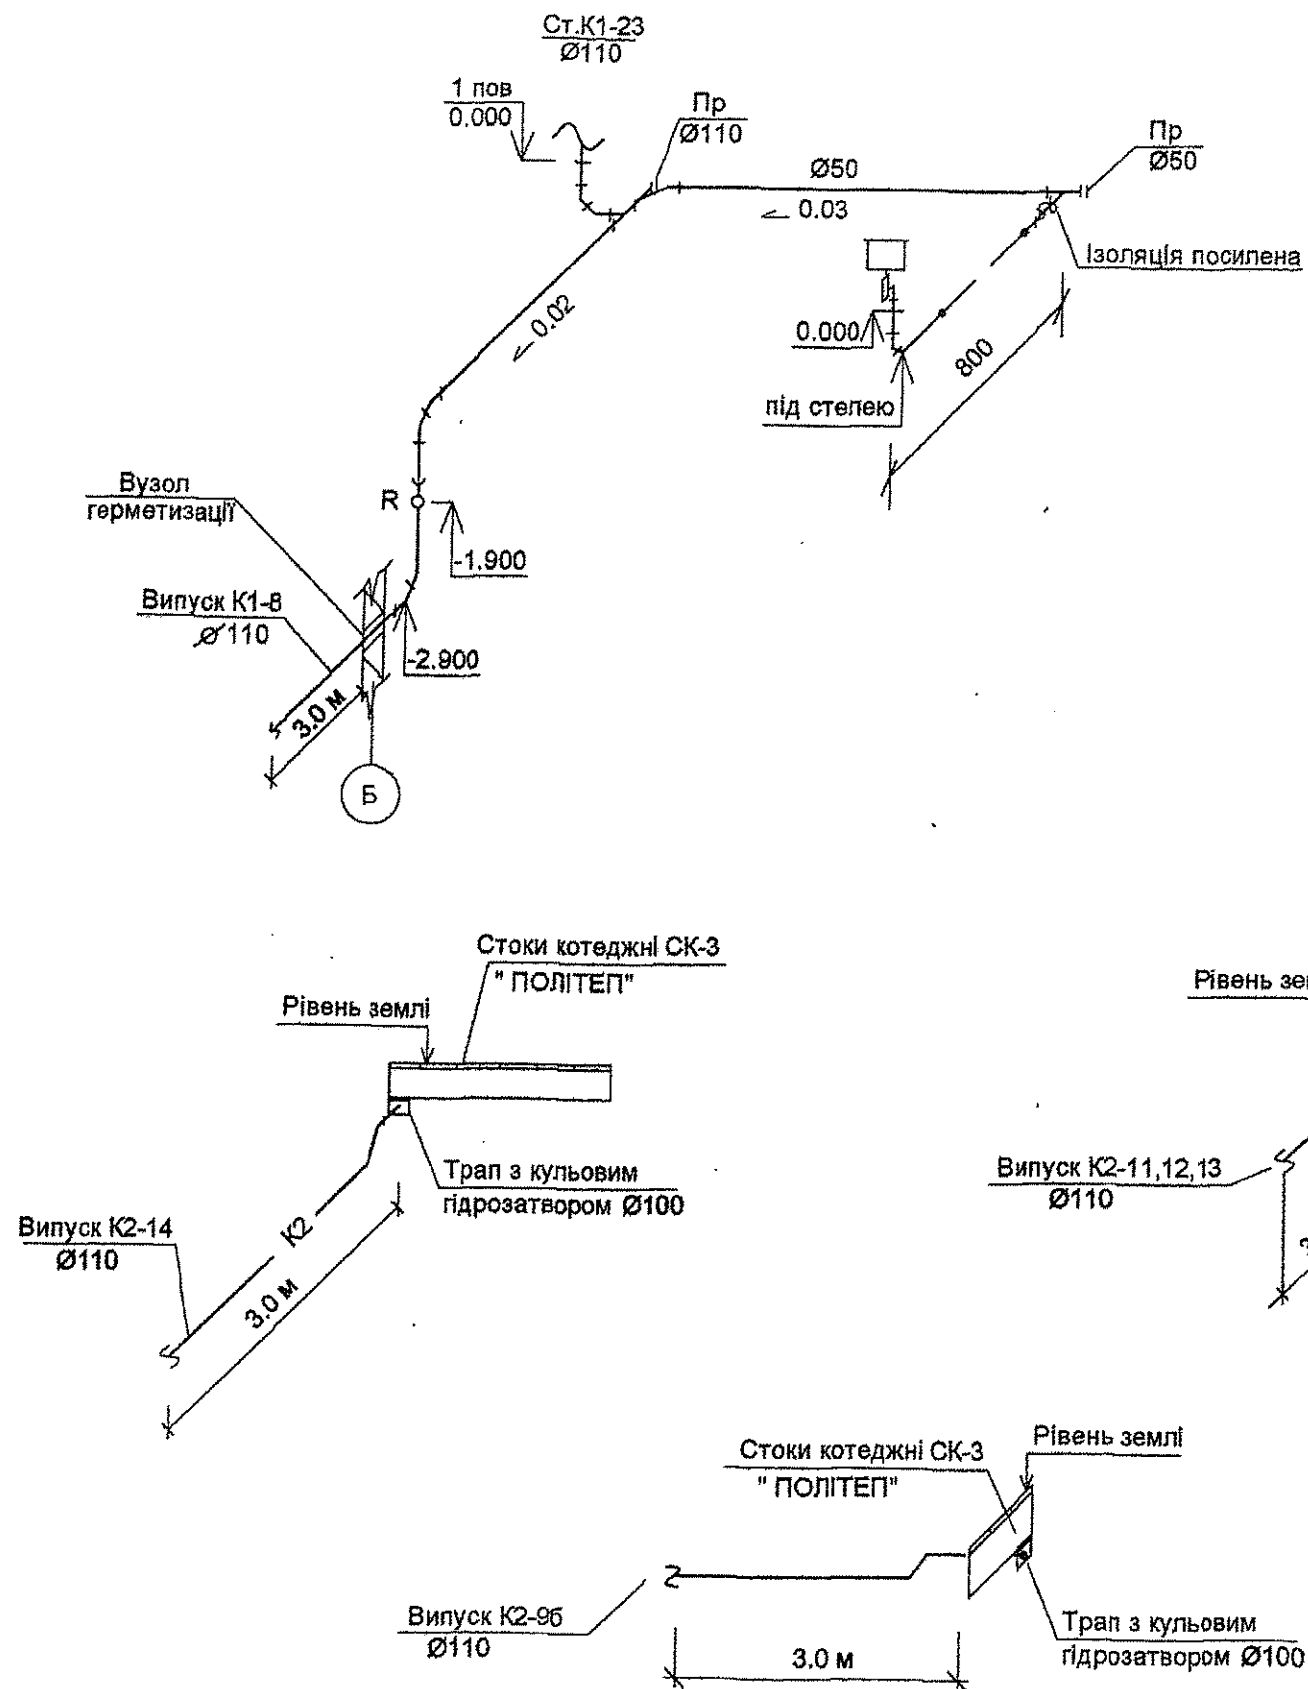 Ст.К1-23
Ø110
1 пов
0.000
Пр
Ø110
Ø50
0.03
Пр
Ø50
Ізоляція посилена
0.000
800
під стелею
0.02
Вузол
герметизації
R
-1.900
Випуск К1-8
Ø110
-2.900
3.0 м
Б
Стоки котеджні СК-3
" ПОЛІТЕП"
Рівень землі
Рівень зем
Трап з кульовим
гідрозатвором Ø100
Випуск К2-14
Ø110
К2
3.0 м
Випуск К2-11,12,13
Ø110
Стоки котеджні СК-3
" ПОЛІТЕП"
Рівень землі
Випуск К2-9б
Ø110
3.0 м
Трап з кульовим
гідрозатвором Ø100